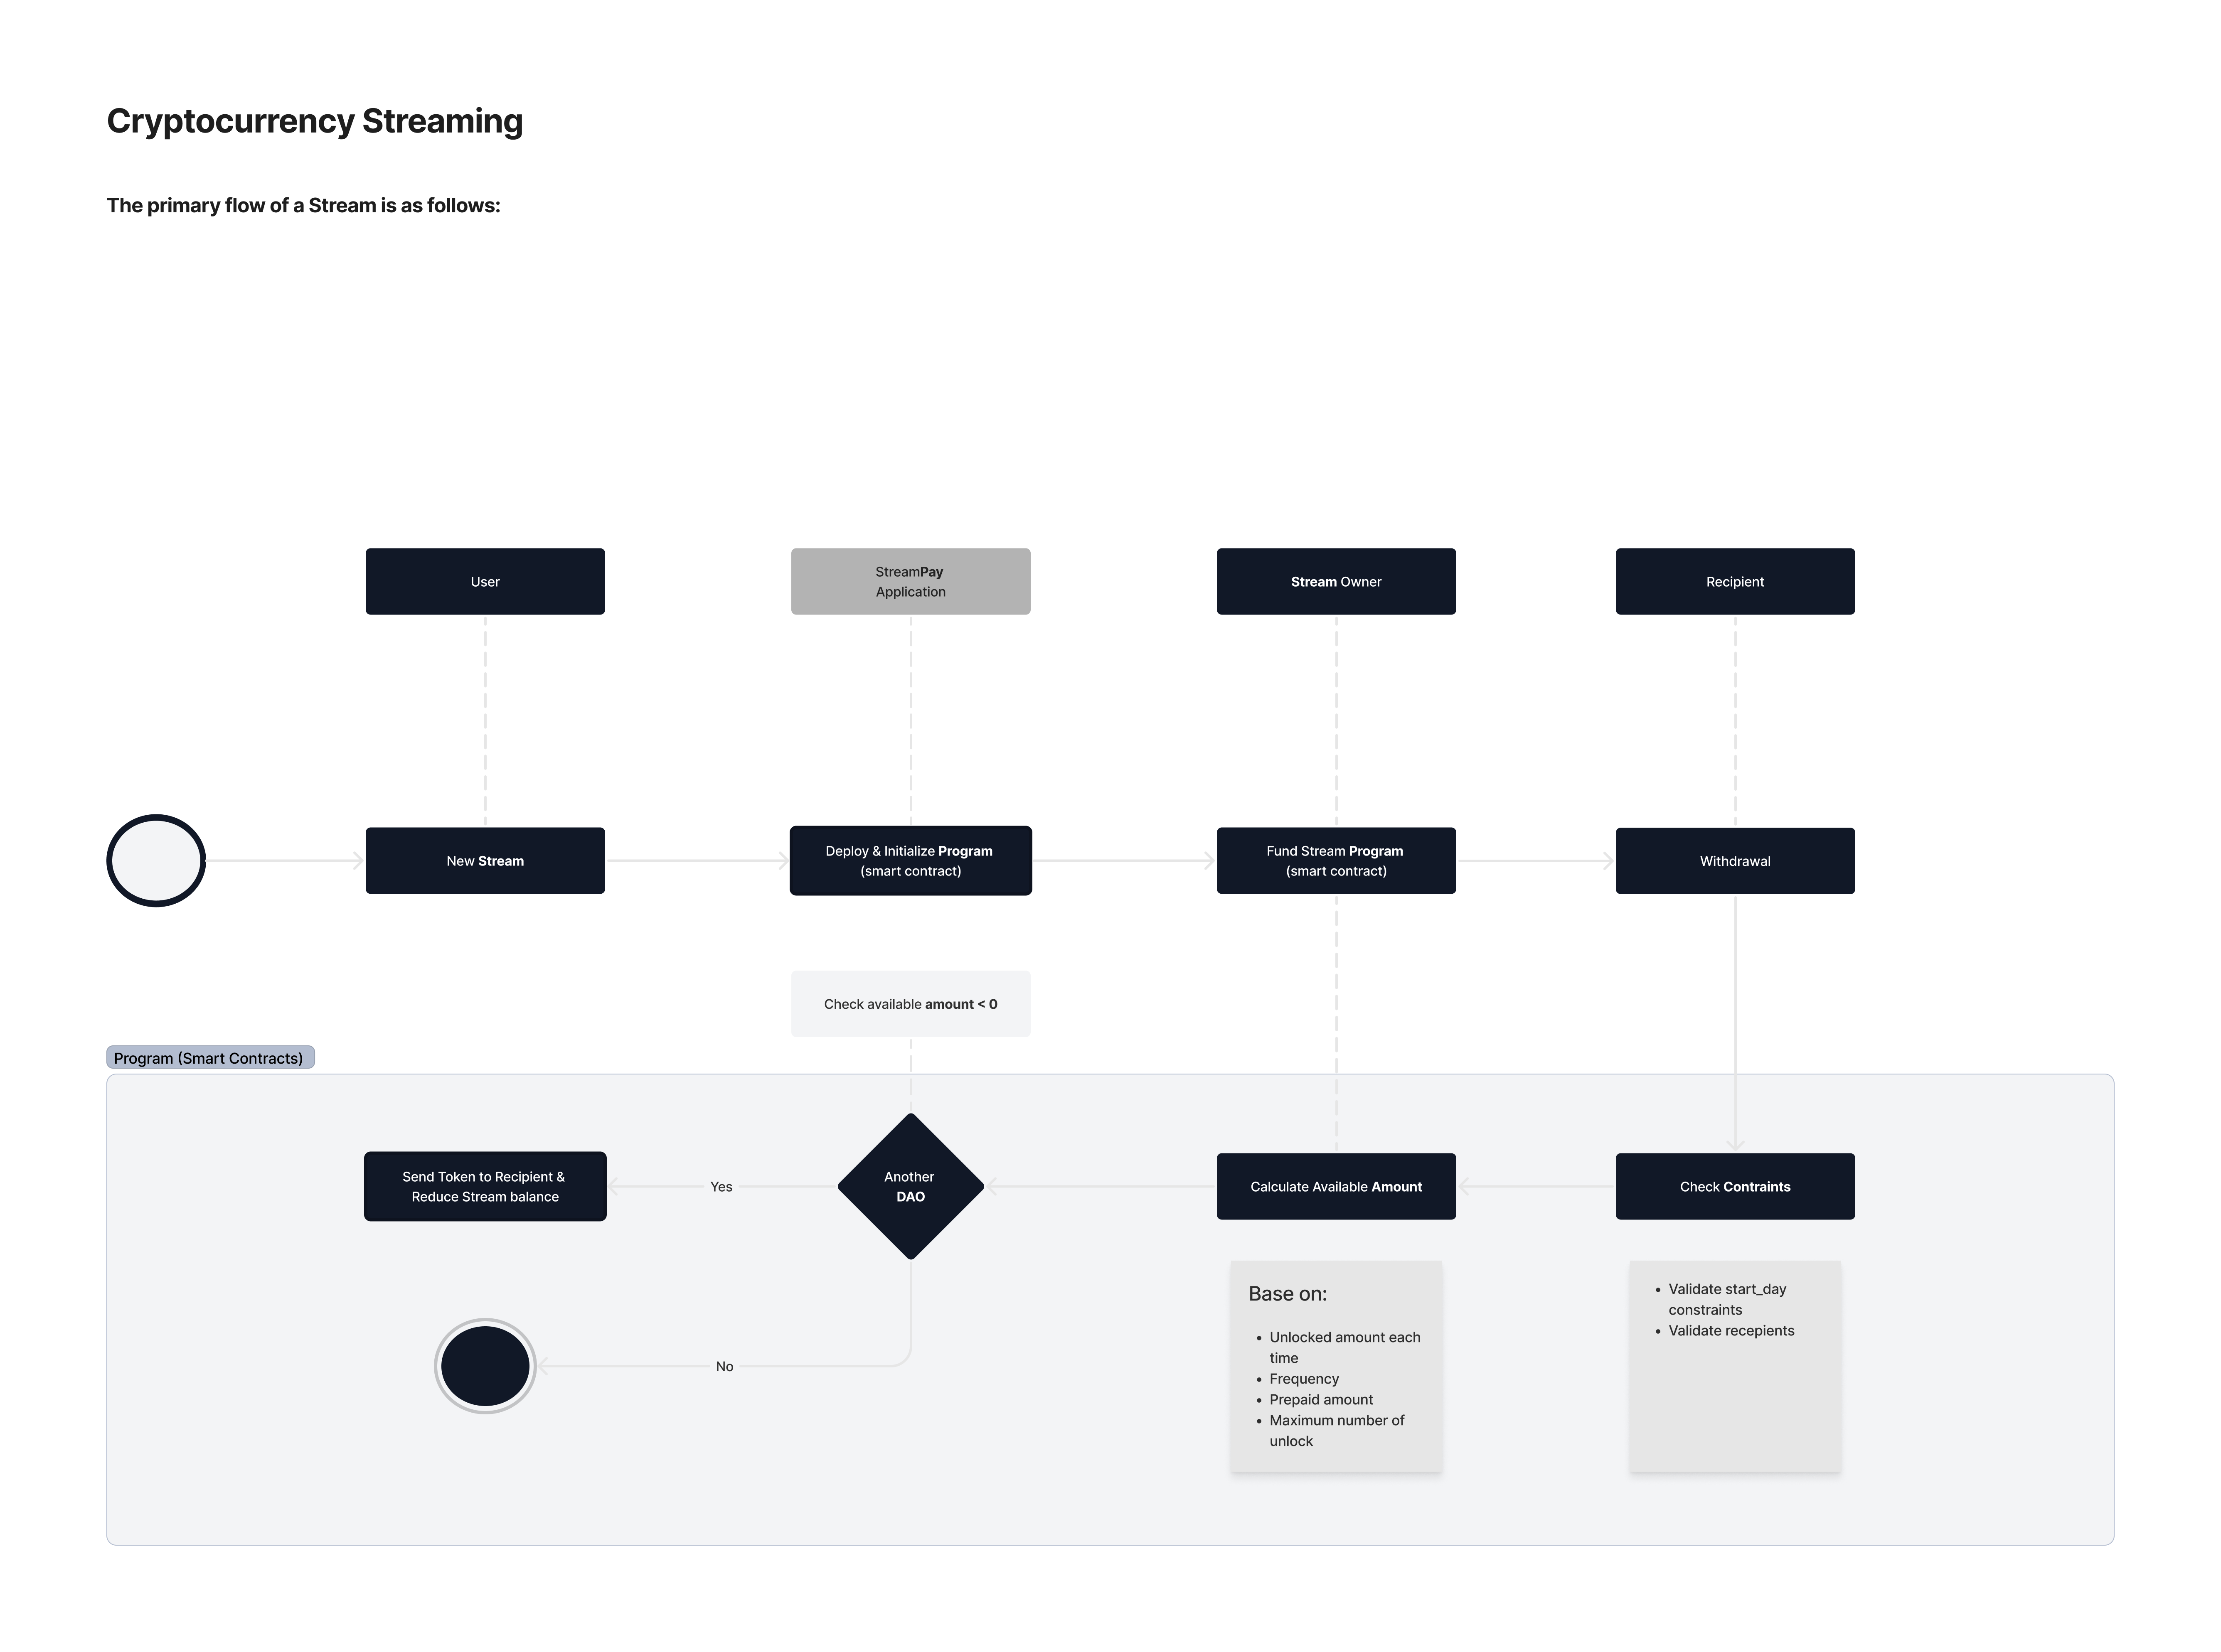 Cryptocurrency Streaming
The primary flow of a Stream is as follows:
User
StreamPay
Application
Stream Owner
Recipient
New Stream
Deploy & Initialize Program
(smart contract)
Fund Stream Program
(smart contract)
Withdrawal
Check available amount < 0
Program (Smart Contracts)
Send Token to Recipient &
Reduce Stream balance
Yes
Another
DAO
Calculate Available Amount
Check Contraints
No
Base on:
• Unlocked amount each
time
• Frequency
• Prepaid amount
• Maximum number of
unlock
• Validate start_day
constraints
• Validate recepients